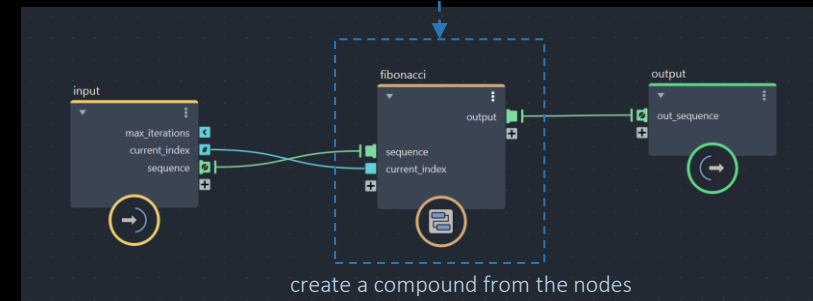 input
max_iterations
current_index
sequence
fibonacci
output
sequence
current_index
output
out_sequence
create a compound from the nodes